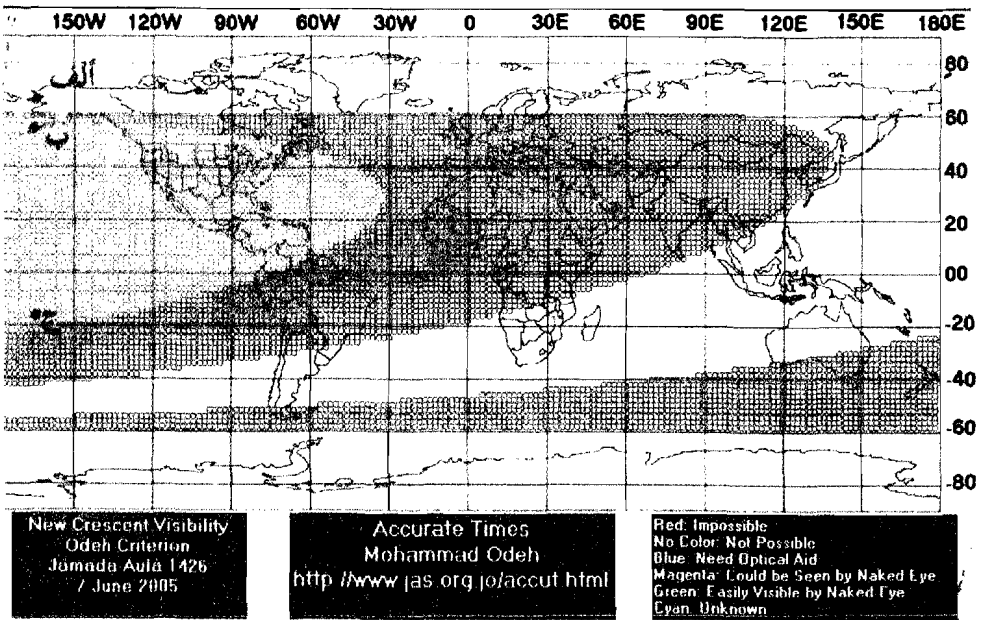 150W 120W 90W 60W 30W 0 30E 60E 90E 120E 150E 180E
80
ألف
60
ب
40
20
00
-20
-40
-60
-80
New Crescent Visibility
Odeh Criterion
Jamada Aula 1426
7 June 2005
Accurate Times
Mohammad Odeh
http //www jas org jo/accut html
Red: Impossible
No Color: Not Possible
Blue: Need Optical Aid
Magenta: Could be Seen by Naked Eye
Green: Easily Visible by Naked Eye
Cyan: Unknown